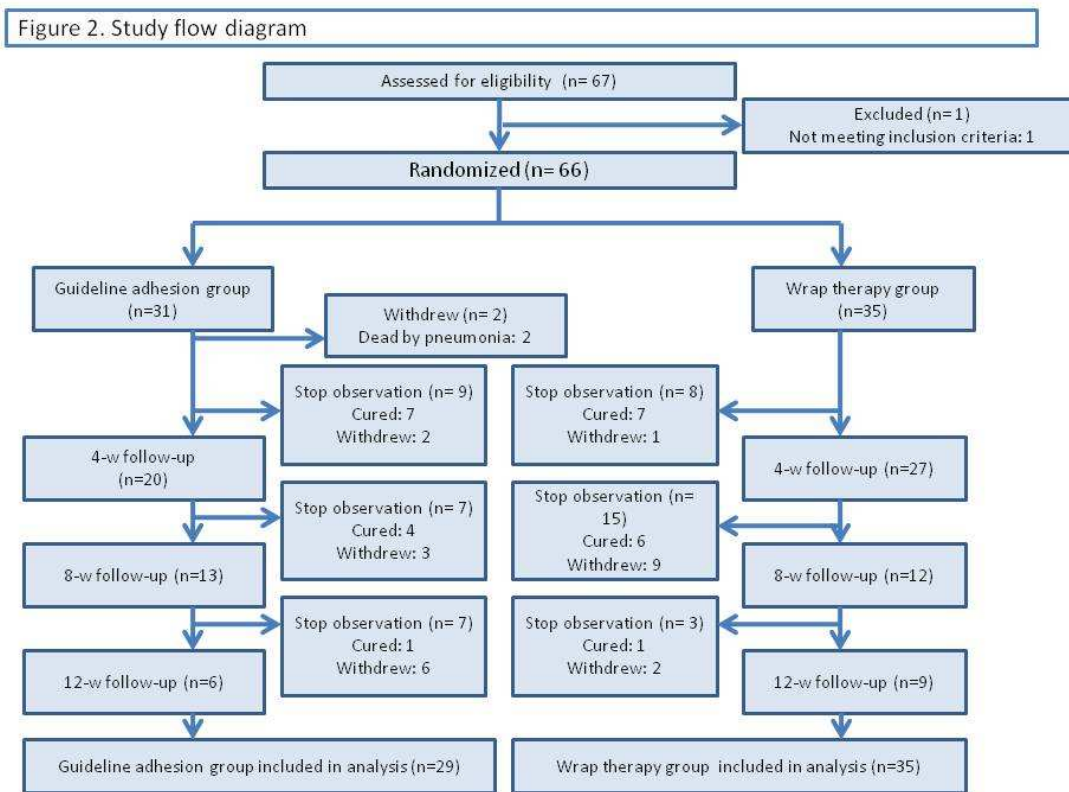 Figure 2. Study flow diagram
Assessed for eligibility (n= 67)
Excluded (n= 1)
Not meeting inclusion criteria: 1
Randomized (n= 66)
Guideline adhesion group
(n=31)
Wrap therapy group
(n=35)
Withdrew (n= 2)
Dead by pneumonia: 2
Stop observation (n= 9)
Cured: 7
Withdrew: 2
Stop observation (n= 8)
Cured: 7
Withdrew: 1
4-w follow-up
(n=20)
4-w follow-up (n=27)
Stop observation (n= 7)
Cured: 4
Withdrew: 3
Stop observation (n=
15)
Cured: 6
Withdrew: 9
8-w follow-up (n=13)
8-w follow-up (n=12)
Stop observation (n= 7)
Cured: 1
Withdrew: 6
Stop observation (n= 3)
Cured: 1
Withdrew: 2
12-w follow-up (n=6)
12-w follow-up (n=9)
Guideline adhesion group included in analysis (n=29)
Wrap therapy group included in analysis (n=35)